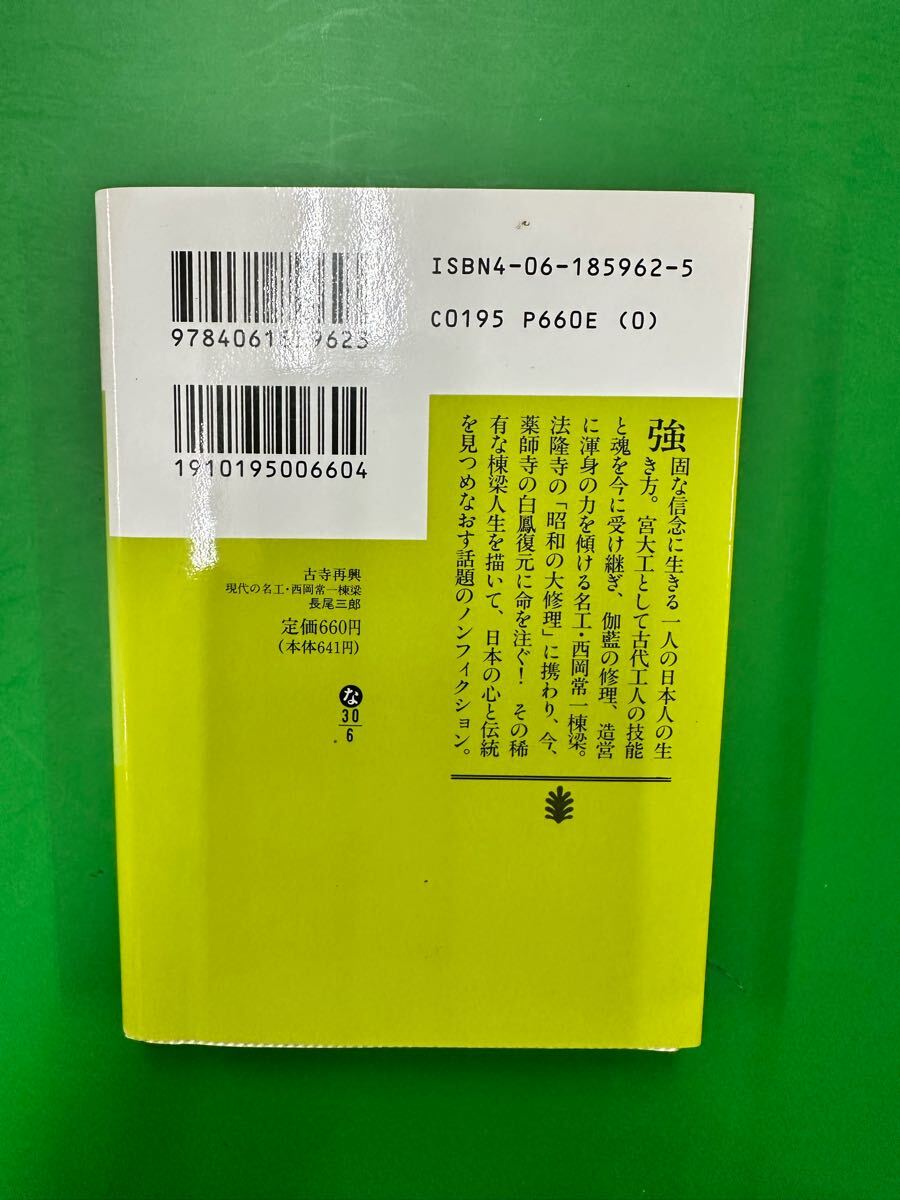 9784061859623
ISBN4-06-185962-5
C0195 P660E (0)
1910195006604
強固な信念に生きる一人の日本人の生
き方。宮大工として古代工人の技能
と魂を今に受け継ぎ、伽藍の修理、造営
に渾身の力を傾ける名工・西岡常一棟梁。
法隆寺の「昭和の大修理」に携わり、今、
薬師寺の白鳳復元に命を注ぐ！　その稀
有な棟梁人生を描いて、日本の心と伝統
を見つめなおす話題のノンフィクション。
古寺再興
現代の名工・西岡常一棟梁
長尾三郎
定価660円
(本体641円)
な
30
6